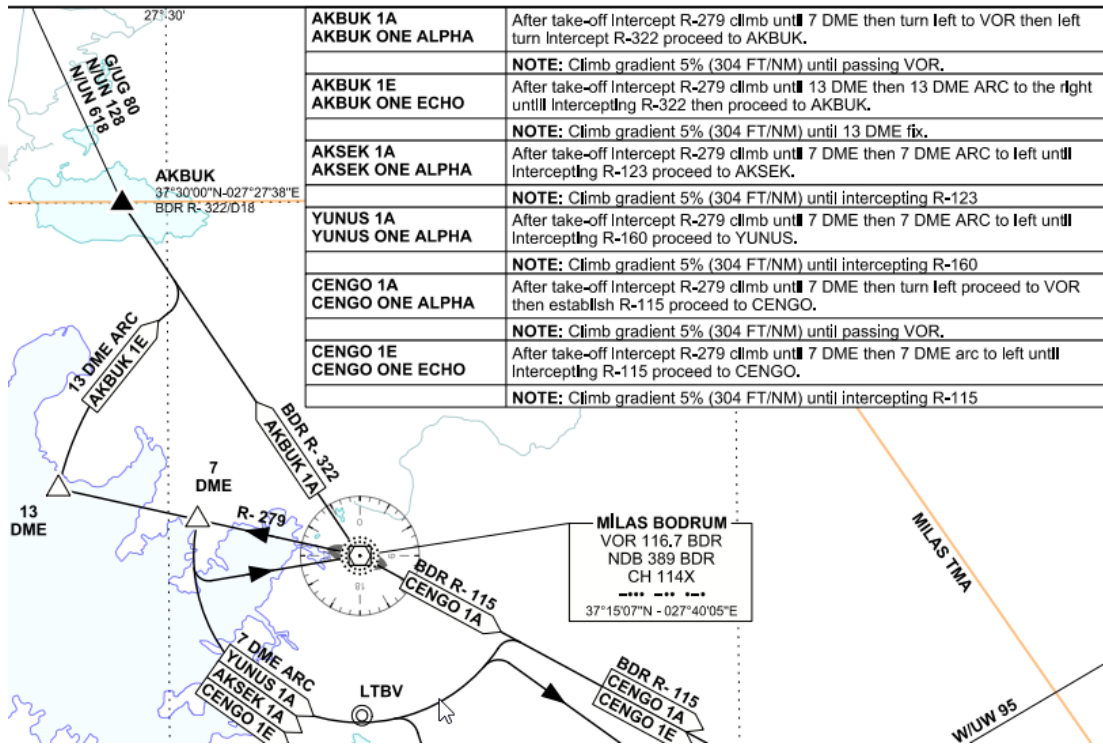 27°30'
AKBUK 1A
AKBUK ONE ALPHA
After take-off Intercept R-279 climb until 7 DME then turn left to VOR then left
turn Intercept R-322 proceed to AKBUK.
NOTE: Climb gradient 5% (304 FT/NM) until passing VOR.
AKBUK 1E
AKBUK ONE ECHO
After take-off Intercept R-279 climb until 13 DME then 13 DME ARC to the right
untill Intercepting R-322 then proceed to AKBUK.
NOTE: Climb gradient 5% (304 FT/NM) until 13 DME fix.
AKSEK 1A
AKSEK ONE ALPHA
After take-off Intercept R-279 climb until 7 DME then 7 DME ARC to left until
Intercepting R-123 proceed to AKSEK.
NOTE: Climb gradient 5% (304 FT/NM) until intercepting R-123
YUNUS 1A
YUNUS ONE ALPHA
After take-off Intercept R-279 climb until 7 DME then 7 DME ARC to left until
Intercepting R-160 proceed to YUNUS.
NOTE: Climb gradient 5% (304 FT/NM) until intercepting R-160
CENGO 1A
CENGO ONE ALPHA
After take-off Intercept R-279 climb until 7 DME then turn left proceed to VOR
then establish R-115 proceed to CENGO.
NOTE: Climb gradient 5% (304 FT/NM) until passing VOR.
CENGO 1E
CENGO ONE ECHO
After take-off Intercept R-279 climb until 7 DME then 7 DME arc to left until
Intercepting R-115 proceed to CENGO.
NOTE: Climb gradient 5% (304 FT/NM) until intercepting R-115
G/UG 80
N/UN 128
N/UN 618
AKBUK
37°30'00"N-027°27'38"E
BDR R- 322/D18
13 DME ARC
AKBUK 1E
BDR R- 322
AKBUK 1A
13
DME
7
DME
R- 279
0
9
18
MİLAS BODRUM
VOR 116.7 BDR
NDB 389 BDR
CH 114X
37°15'07"N - 027°40'05"E
MILAS TMA
BDR R- 115
CENGO 1A
7 DME ARC
YUNUS 1A
AKSEK 1A
CENGO 1E
LTBV
BDR R- 115
CENGO 1A
CENGO 1E
W/UW 95